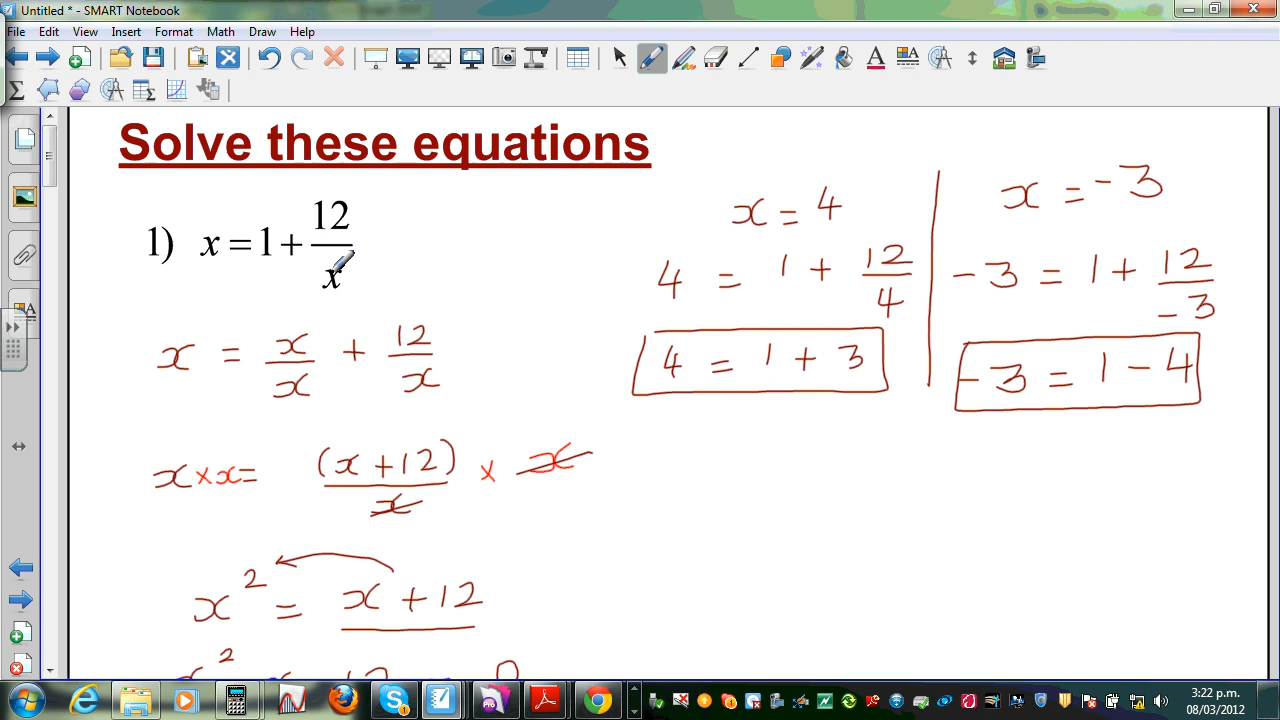 Untitled * - SMART Notebook
File Edit View Insert Format Math Draw Help
Solve these equations
1) x = 1 + 12/x
x = x/x + 12/x
x × x = (x + 12)/x × x
x² = x + 12
x = 4
4 = 1 + 12/4
4 = 1 + 3
x = -3
-3 = 1 + 12/-3
-3 = 1 - 4
3:22 p.m.
08/03/2012